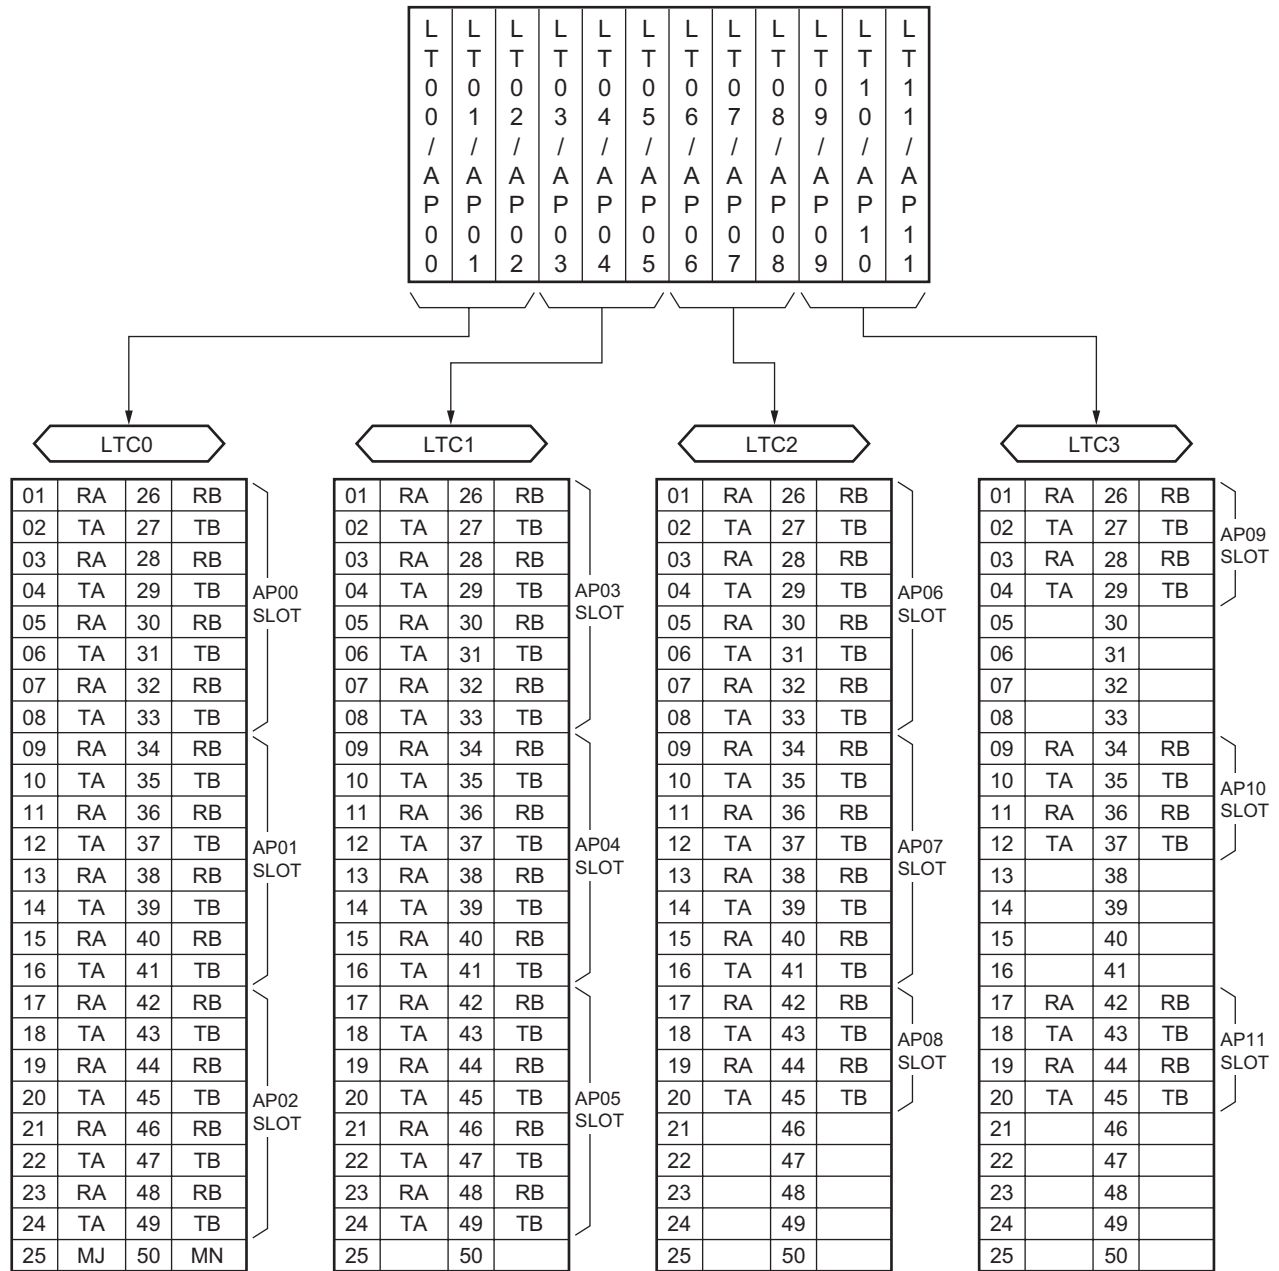 LT00/AP00
LT01/AP01
LT02/AP02
LT03/AP03
LT04/AP04
LT05/AP05
LT06/AP06
LT07/AP07
LT08/AP08
LT09/AP09
LT10/AP10
LT11/AP11
LTC0
01 RA 26 RB
02 TA 27 TB
03 RA 28 RB
04 TA 29 TB
05 RA 30 RB
06 TA 31 TB
07 RA 32 RB
08 TA 33 TB
AP00
SLOT
09 RA 34 RB
10 TA 35 TB
11 RA 36 RB
12 TA 37 TB
13 RA 38 RB
14 TA 39 TB
15 RA 40 RB
16 TA 41 TB
AP01
SLOT
17 RA 42 RB
18 TA 43 TB
19 RA 44 RB
20 TA 45 TB
21 RA 46 RB
22 TA 47 TB
23 RA 48 RB
24 TA 49 TB
AP02
SLOT
25 MJ 50 MN
LTC1
01 RA 26 RB
02 TA 27 TB
03 RA 28 RB
04 TA 29 TB
05 RA 30 RB
06 TA 31 TB
07 RA 32 RB
08 TA 33 TB
AP03
SLOT
09 RA 34 RB
10 TA 35 TB
11 RA 36 RB
12 TA 37 TB
13 RA 38 RB
14 TA 39 TB
15 RA 40 RB
16 TA 41 TB
AP04
SLOT
17 RA 42 RB
18 TA 43 TB
19 RA 44 RB
20 TA 45 TB
21 RA 46 RB
22 TA 47 TB
23 RA 48 RB
24 TA 49 TB
AP05
SLOT
25 50
LTC2
01 RA 26 RB
02 TA 27 TB
03 RA 28 RB
04 TA 29 TB
05 RA 30 RB
06 TA 31 TB
07 RA 32 RB
08 TA 33 TB
AP06
SLOT
09 RA 34 RB
10 TA 35 TB
11 RA 36 RB
12 TA 37 TB
13 RA 38 RB
14 TA 39 TB
15 RA 40 RB
16 TA 41 TB
AP07
SLOT
17 RA 42 RB
18 TA 43 TB
19 RA 44 RB
20 TA 45 TB
AP08
SLOT
21 46
22 47
23 48
24 49
25 50
LTC3
01 RA 26 RB
02 TA 27 TB
03 RA 28 RB
04 TA 29 TB
AP09
SLOT
05 30
06 31
07 32
08 33
09 RA 34 RB
10 TA 35 TB
11 RA 36 RB
12 TA 37 TB
AP10
SLOT
13 38
14 39
15 40
16 41
17 RA 42 RB
18 TA 43 TB
19 RA 44 RB
20 TA 45 TB
AP11
SLOT
21 46
22 47
23 48
24 49
25 50